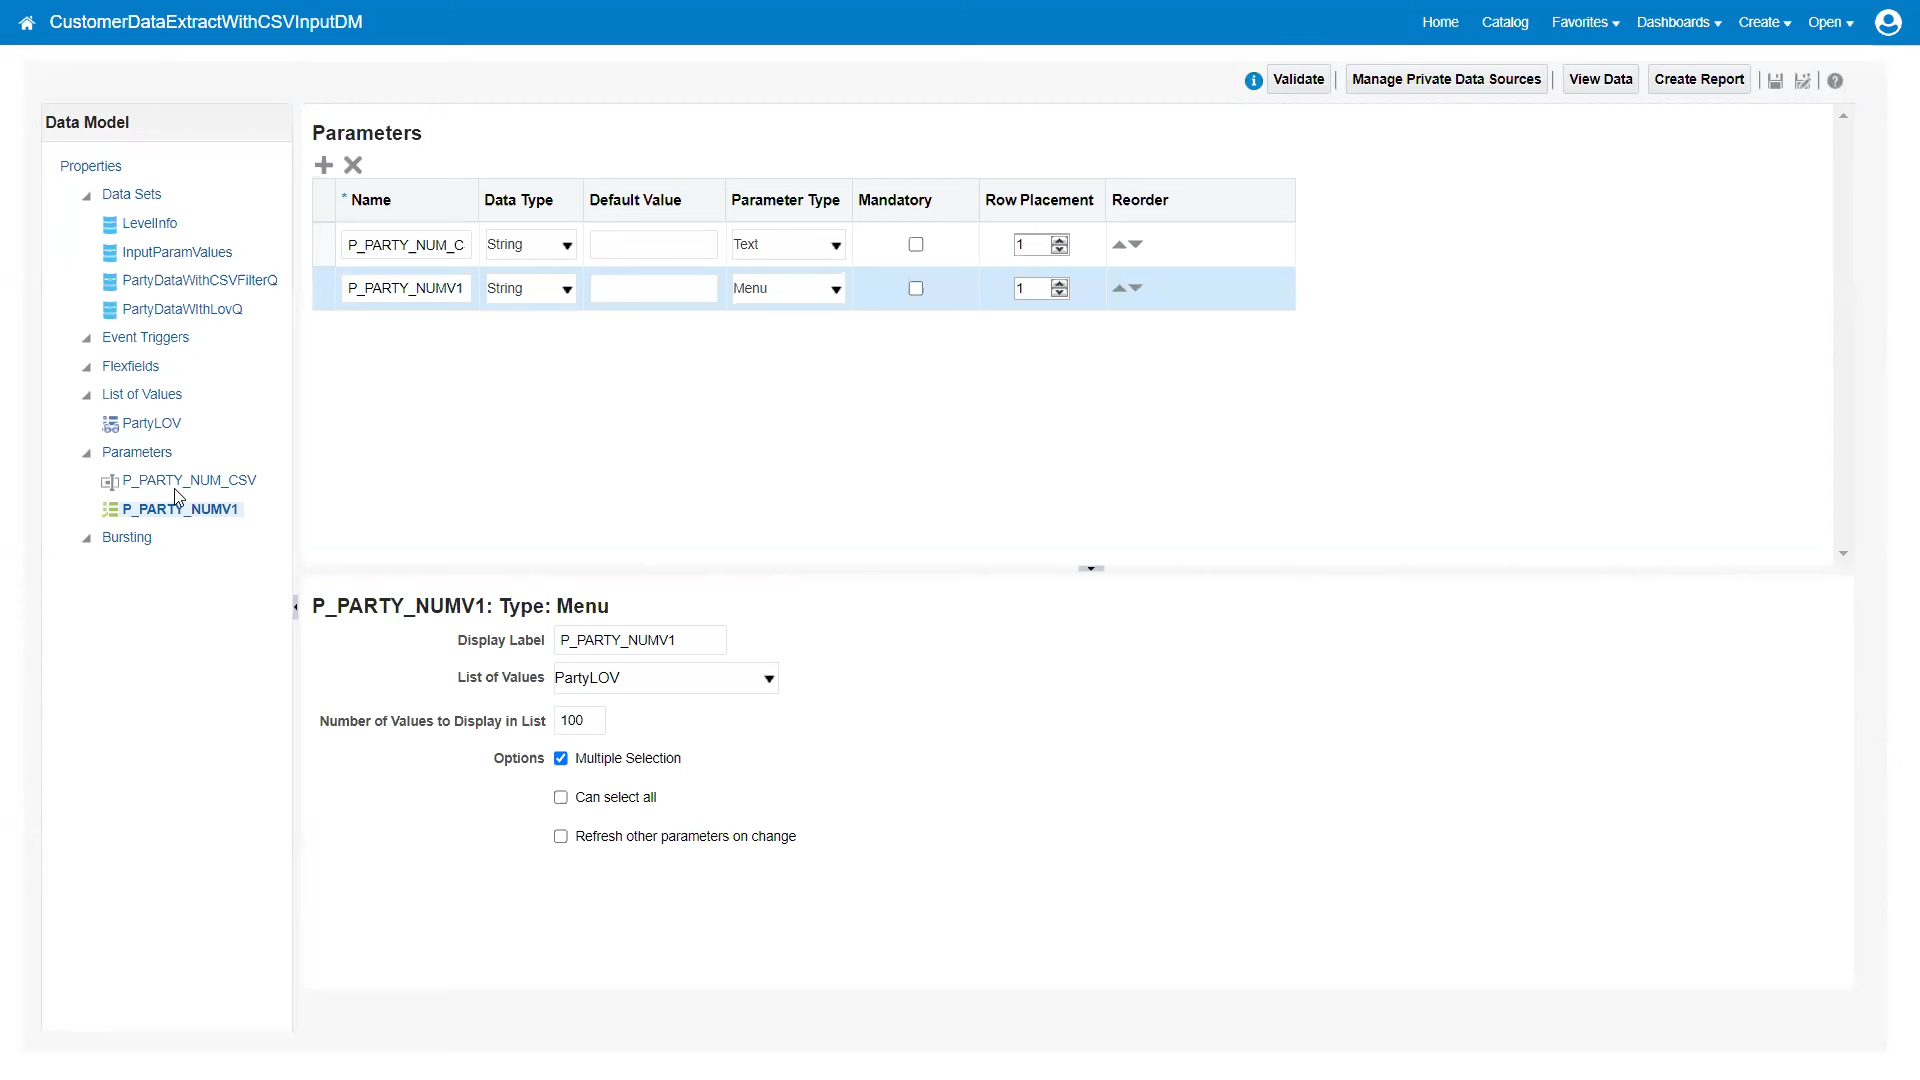 CustomerDataExtractWithCSVInputDM
Home Catalog Favorites Dashboards Create Open
Validate Manage Private Data Sources View Data Create Report
Data Model
Properties
Data Sets
LevelInfo
InputParamValues
PartyDataWithCSVFilterQ
PartyDataWIthLovQ
Event Triggers
Flexfields
List of Values
PartyLOV
Parameters
P_PARTY_NUM_CSV
P_PARTY_NUMV1
Bursting
Parameters
* Name Data Type Default Value Parameter Type Mandatory Row Placement Reorder
P_PARTY_NUM_C String Text 1
P_PARTY_NUMV1 String Menu 1
P_PARTY_NUMV1: Type: Menu
Display Label P_PARTY_NUMV1
List of Values PartyLOV
Number of Values to Display in List 100
Options Multiple Selection
Can select all
Refresh other parameters on change